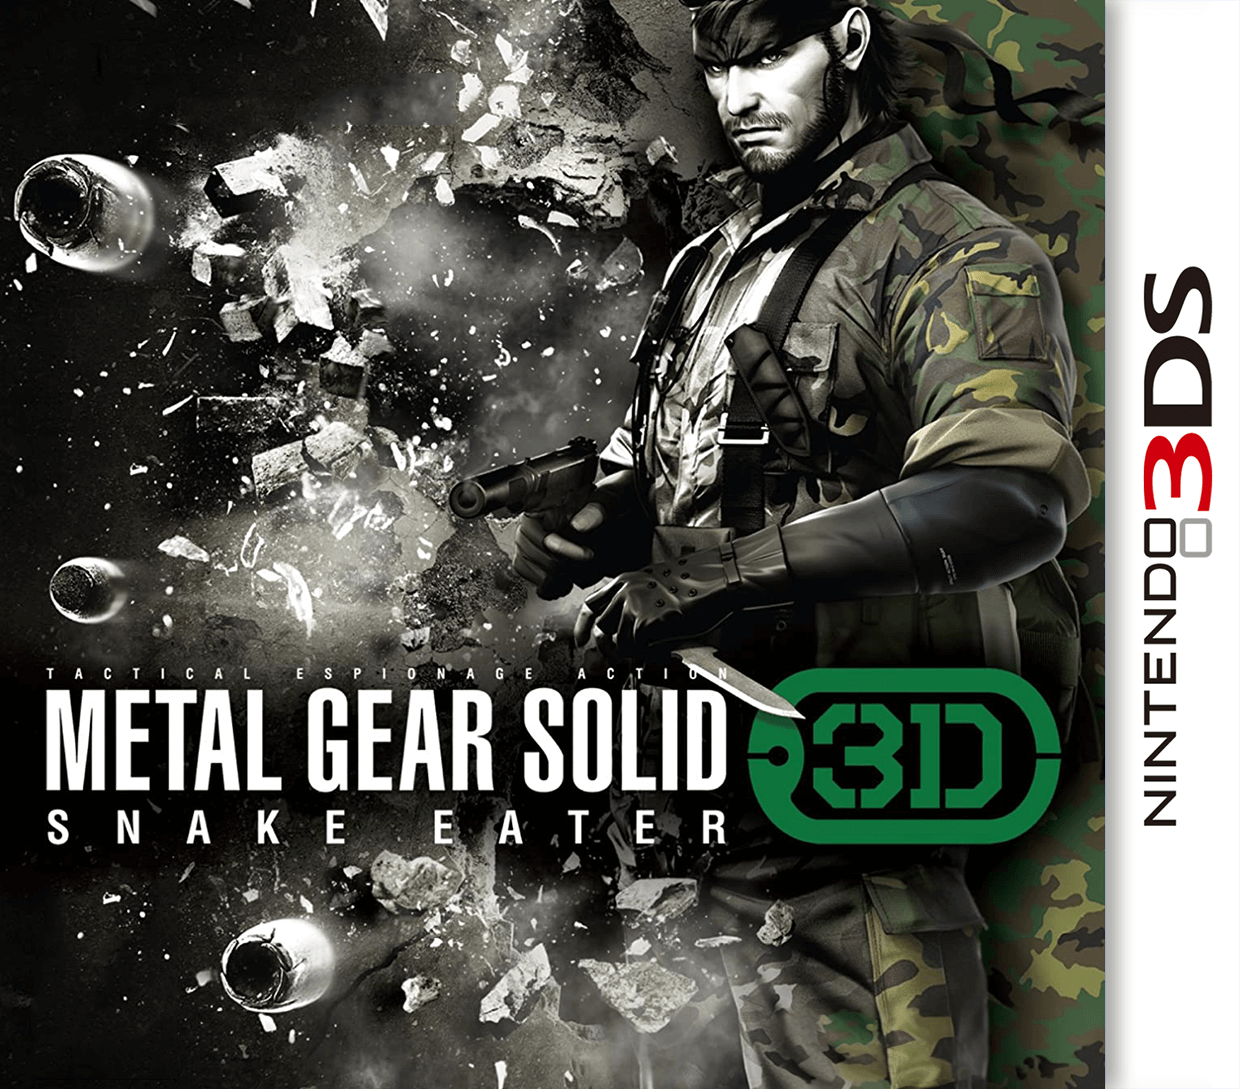 TACTICAL ESPIONAGE ACTION
METAL GEAR SOLID
SNAKE EATER
3D
NINTENDO 3DS